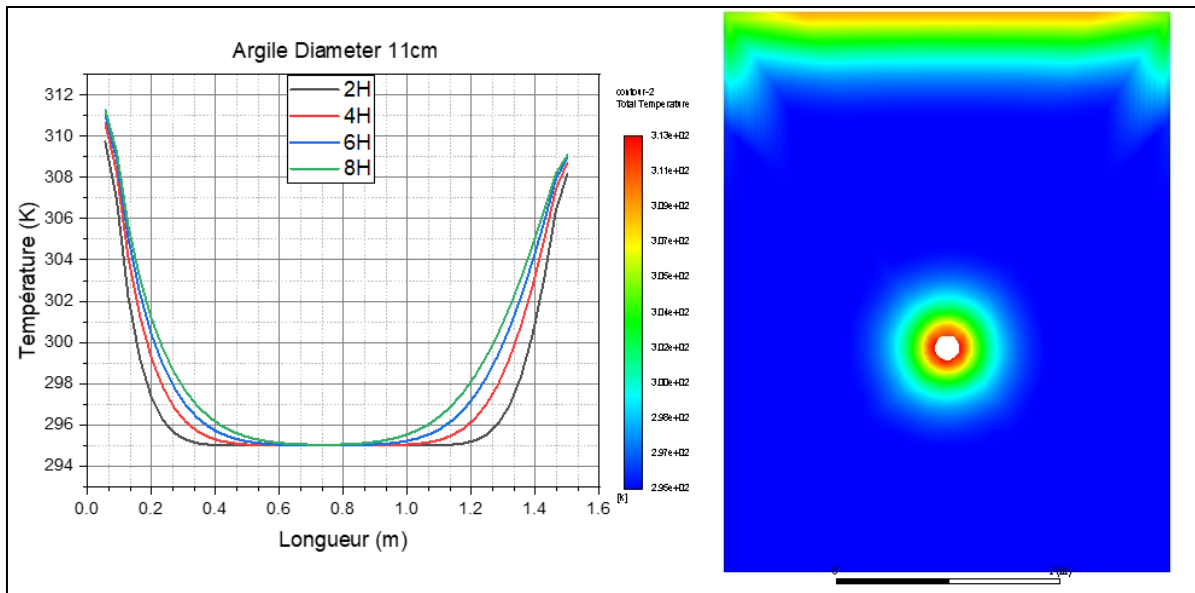 Argile Diameter 11cm
2H
4H
6H
8H
312
310
308
306
304
302
300
298
296
294
Température (K)
0.0 0.2 0.4 0.6 0.8 1.0 1.2 1.4 1.6
Longueur (m)
contour-2
Total Temperature
3.13e+02
3.11e+02
3.09e+02
3.07e+02
3.05e+02
3.04e+02
3.02e+02
3.00e+02
2.98e+02
2.97e+02
2.95e+02
[k]
0 1 (m)